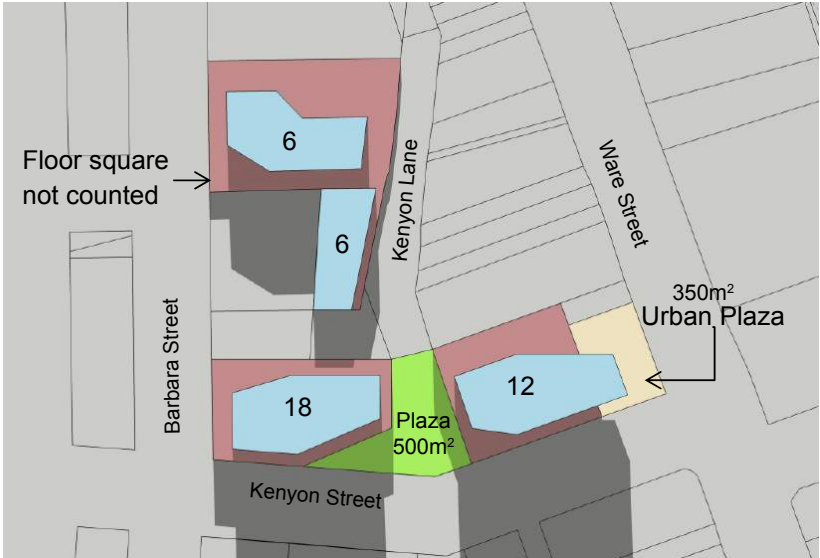 6
Floor square
not counted
Kenyon Lane
Ware Street
6
350m²
Urban Plaza
Barbara Street
18
12
Plaza
500m²
Kenyon Street